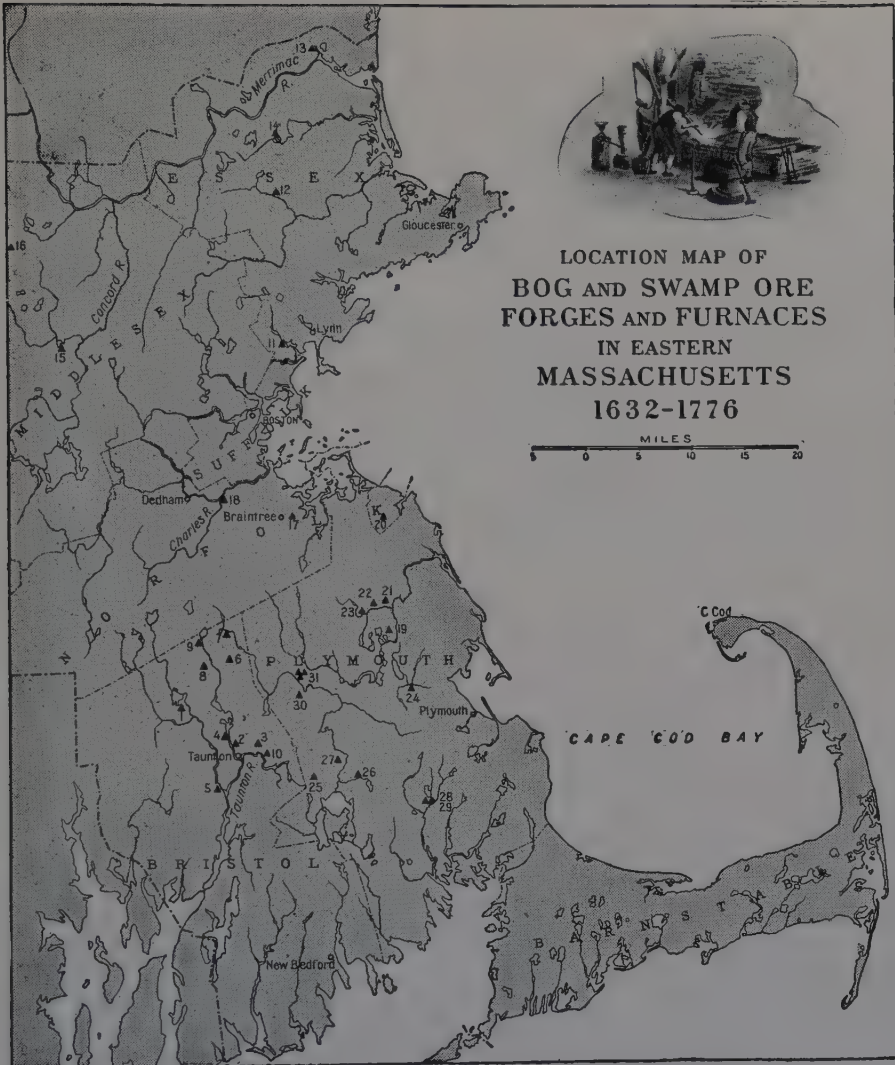 LOCATION MAP OF
BOG AND SWAMP ORE
FORGES AND FURNACES
IN EASTERN
MASSACHUSETTS
1632-1776
MILES
5 0 5 10 15 20
13
Merrimac
R.
14
ESSEX
12
Gloucester
16
Concord R.
MIDDLESEX
15
Lynn
11
BOSTON
SUFFOLK
Dedham
18
Charles R.
Braintree
17
20
NORFOLK
22 21
23
19
9
7
6
8
PLYMOUTH
31
30
24
Plymouth
1
4
2
3
10
Taunton
Taunton R.
5
27
26
25
28
29
C. Cod
CAPE COD BAY
BRISTOL
BARNSTABLE
New Bedford